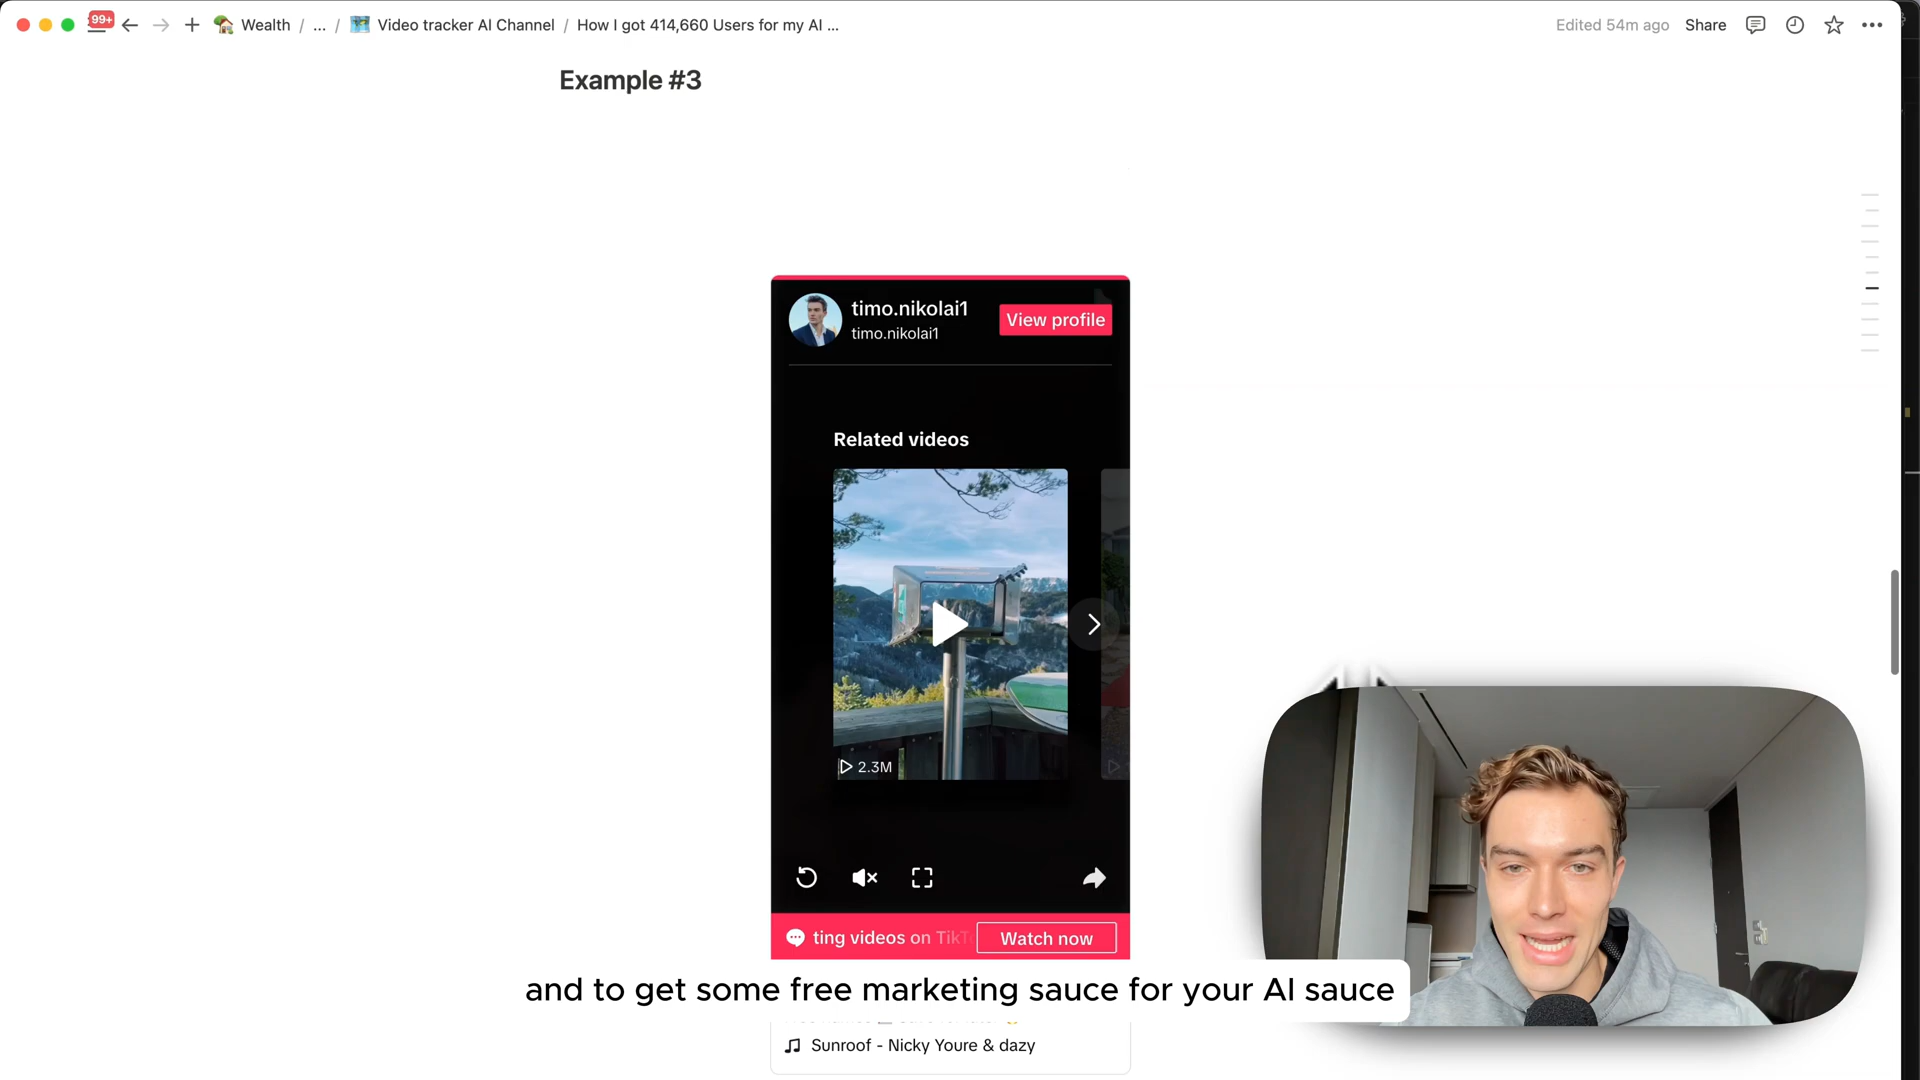 99+
Wealth / ... / Video tracker AI Channel / How I got 414,660 Users for my AI ...
Edited 54m ago
Share
Example #3
timo.nikolai1
timo.nikolai1
View profile
Related videos
2.3M
ting videos on TikT
Watch now
and to get some free marketing sauce for your AI sauce
Sunroof - Nicky Youre & dazy